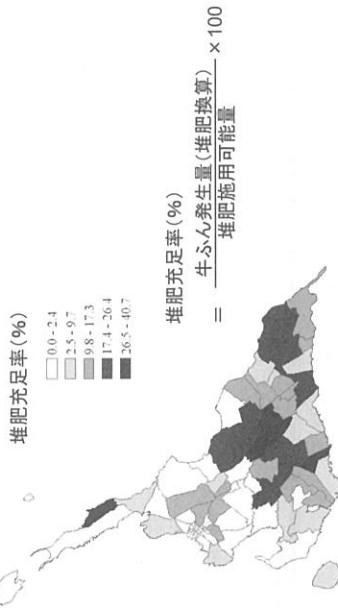 堆肥充足率(%)
0.0 - 2.4
2.5 - 9.7
9.8 - 17.3
17.4 - 26.4
26.5 - 40.7
堆肥充足率(%)
= 牛ふん発生量(堆肥換算) ×100
堆肥施用可能量